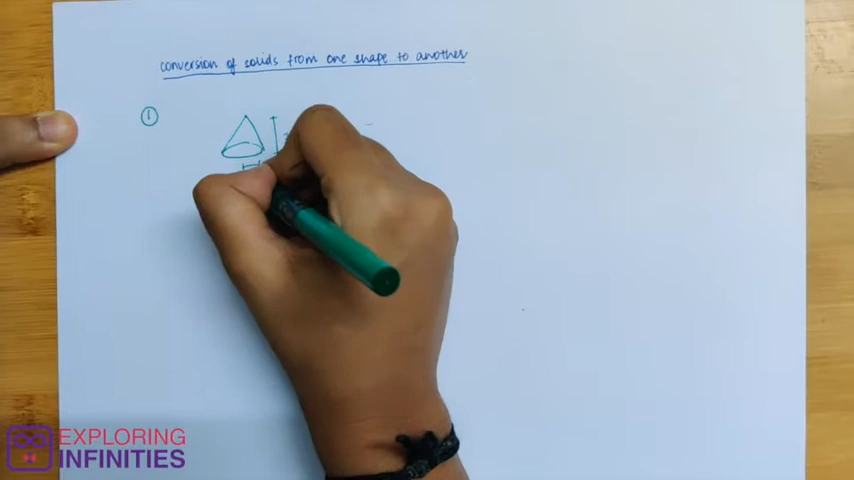 conversion of solids from one shape to another
1
EXPLORING
INFINITIES